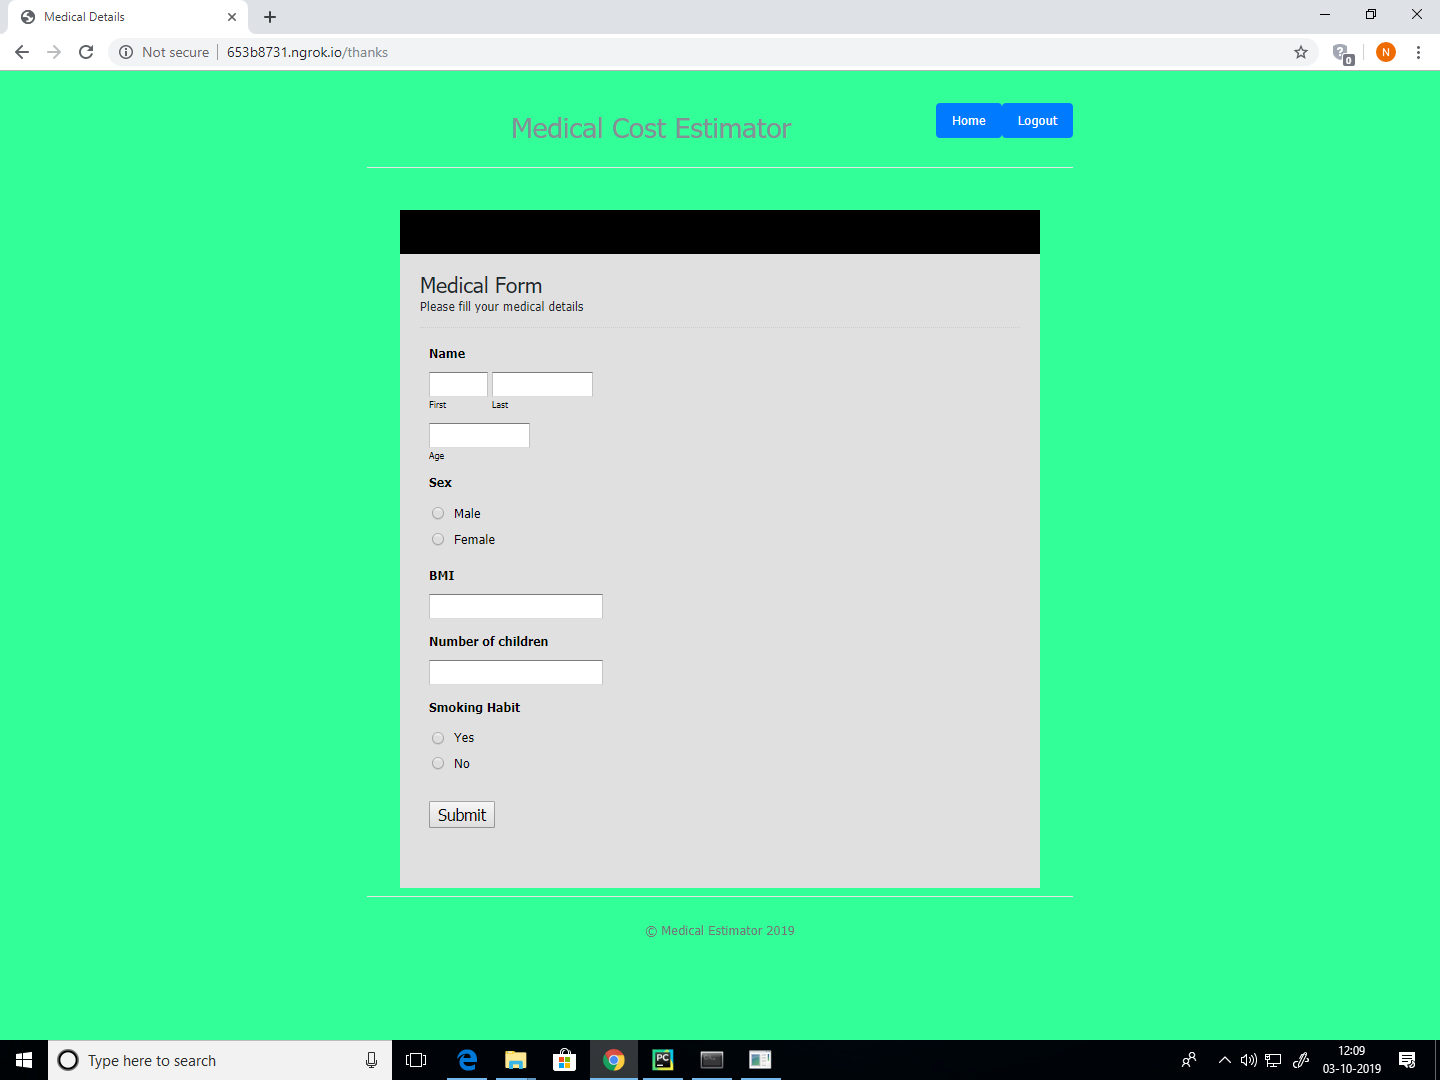 Medical Details
Not secure
653b8731.ngrok.io/thanks
0
N
Medical Cost Estimator
Home
Logout
Medical Form
Please fill your medical details
Name
First
Last
Age
Sex
Male
Female
BMI
Number of children
Smoking Habit
Yes
No
Submit
© Medical Estimator 2019
Type here to search
PC
12:09
03-10-2019